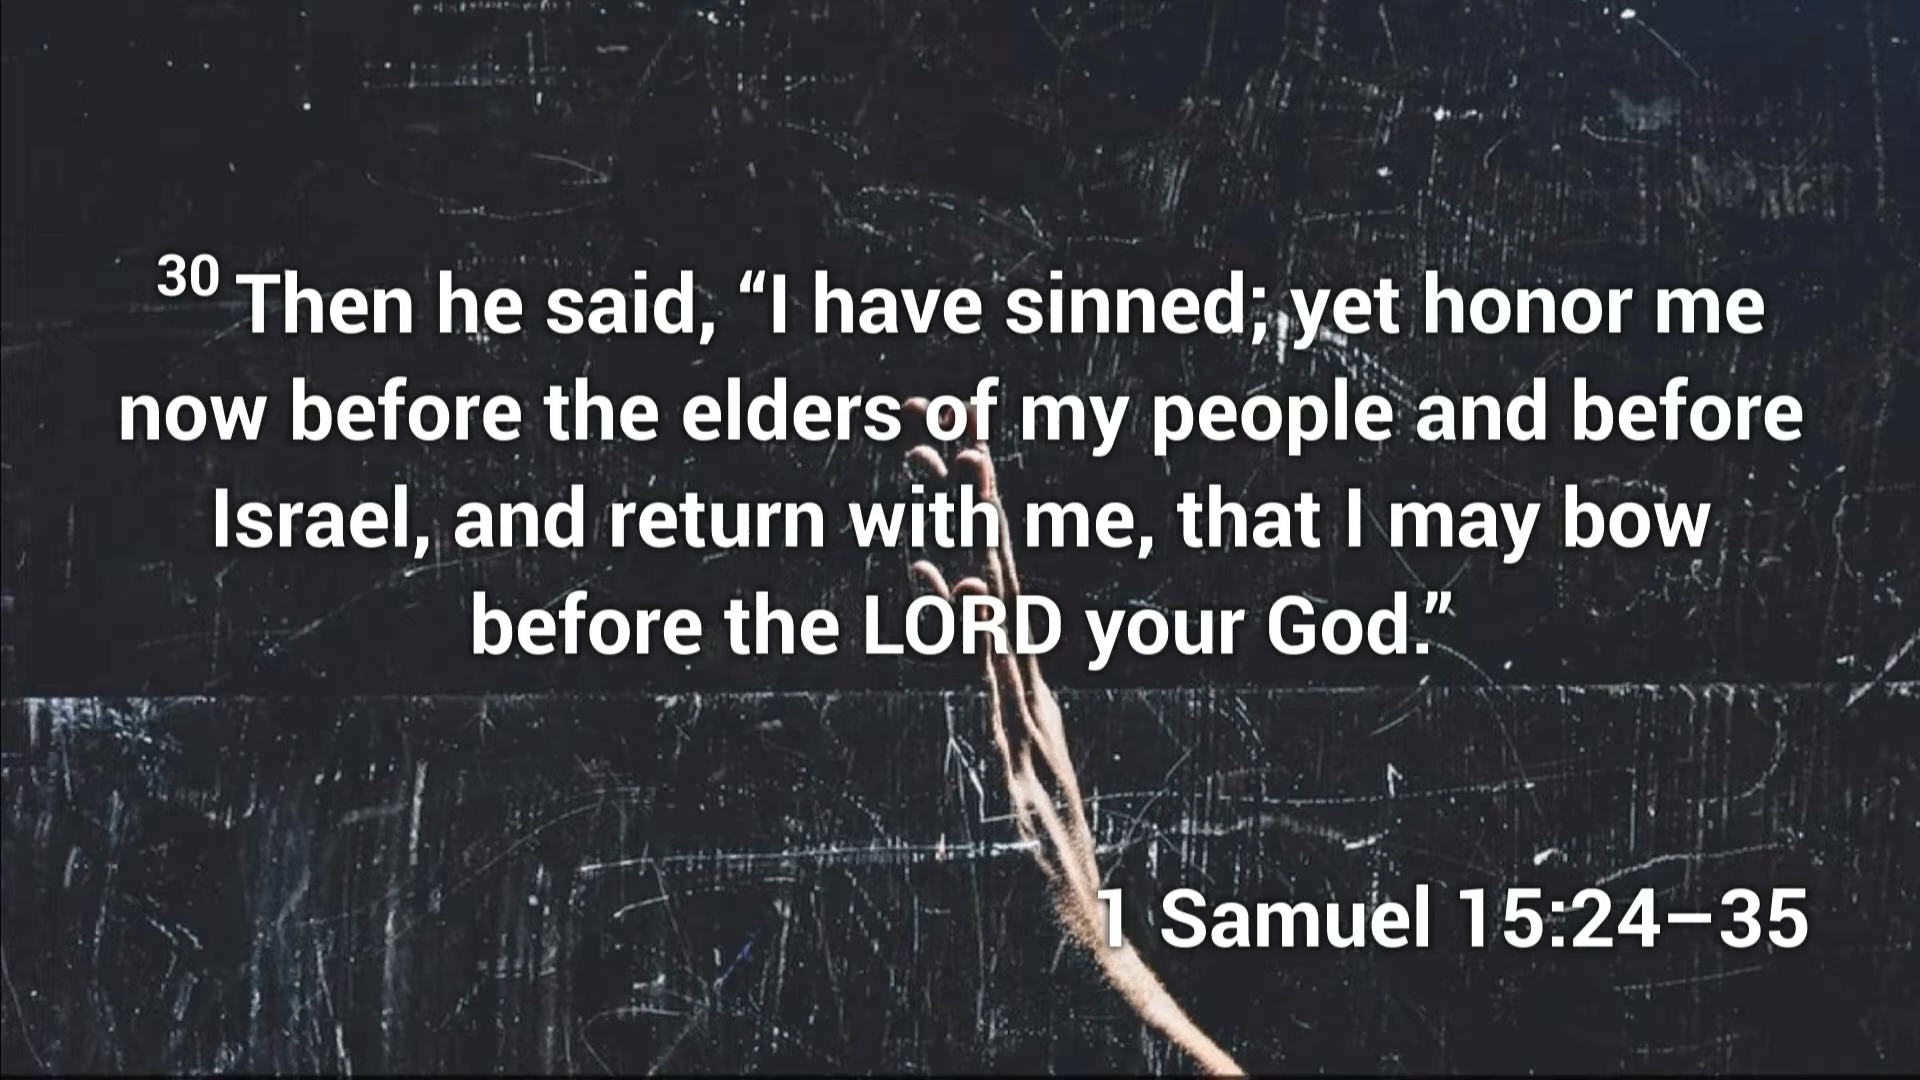 30 Then he said, “I have sinned; yet honor me
now before the elders of my people and before
Israel, and return with me, that I may bow
before the LORD your God.”
1 Samuel 15:24–35